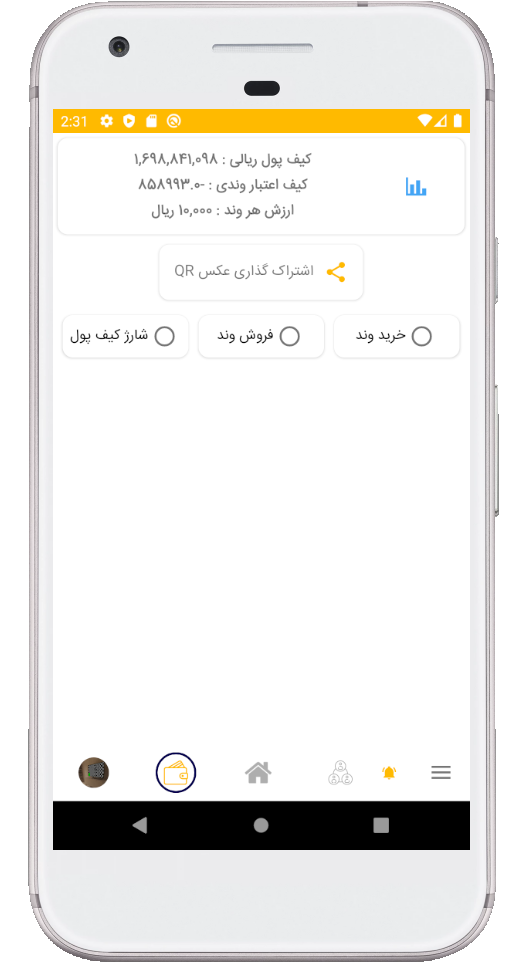 2:31
کیف پول ریالی : ۱,۶۹۸,۸۴۱,۰۹۸
کیف اعتبار وندی : -۸۵۸۹۹۳.۰
ارزش هر وند : ۱۰,۰۰۰ ریال
اشتراک گذاری عکس QR
خرید وند
فروش وند
شارژ کیف پول